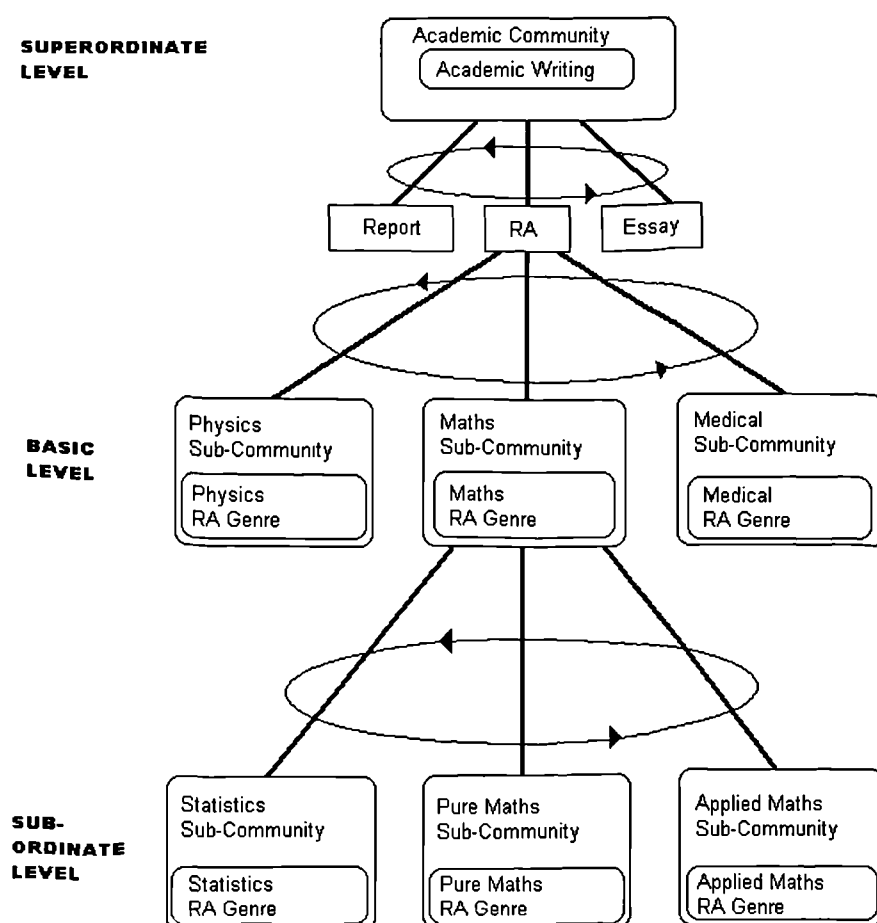 SUPERORDINATE
LEVEL
Academic Community
Academic Writing
Report
RA
Essay
BASIC
LEVEL
Physics
Sub-Community
Physics
RA Genre
Maths
Sub-Community
Maths
RA Genre
Medical
Sub-Community
Medical
RA Genre
SUB-
ORDINATE
LEVEL
Statistics
Sub-Community
Statistics
RA Genre
Pure Maths
Sub-Community
Pure Maths
RA Genre
Applied Maths
Sub-Community
Applied Maths
RA Genre